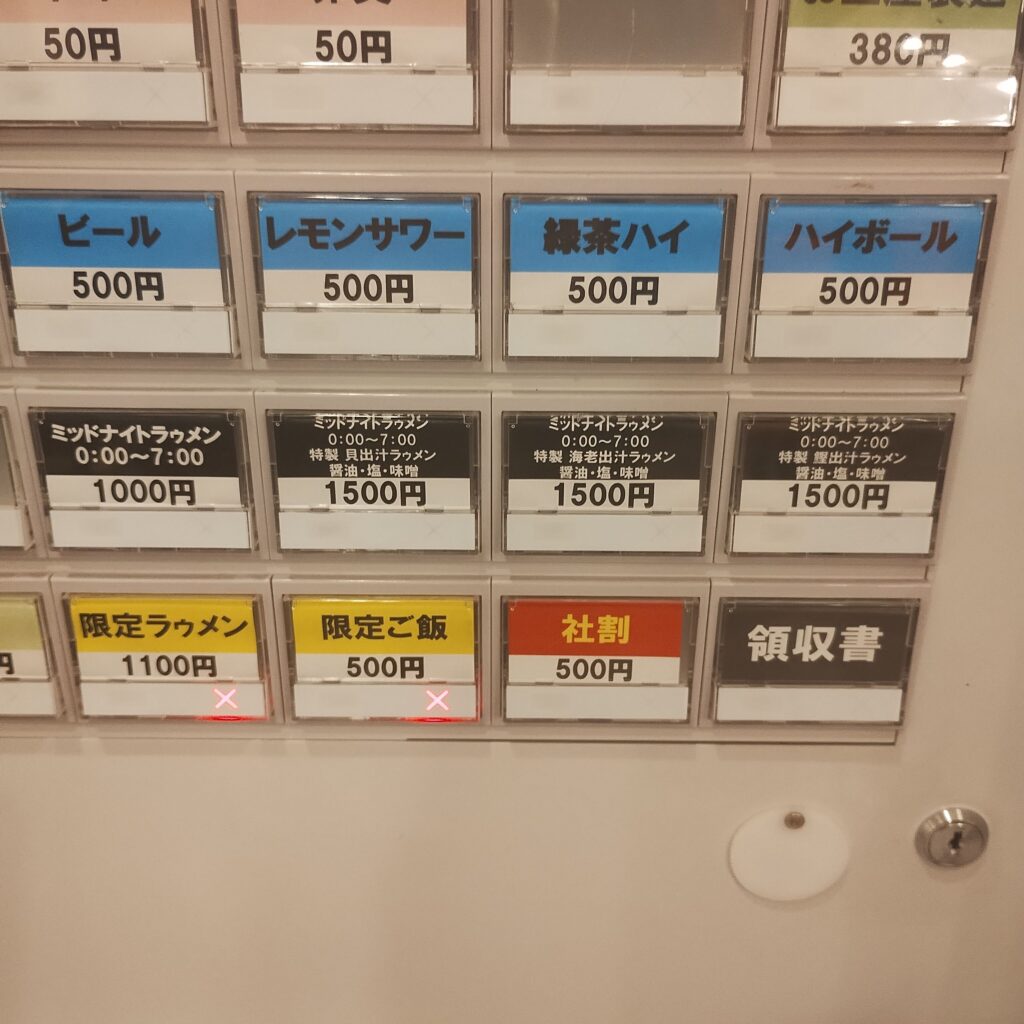 50円
50円
380円
ビール
500円
レモンサワー
500円
緑茶ハイ
500円
ハイボール
500円
ミッドナイトラゥメン
0:00〜7:00
1000円
ミッドナイトラゥメン
0:00〜7:00
特製 貝出汁ラゥメン
醤油・塩・味噌
1500円
ミッドナイトラゥメン
0:00〜7:00
特製 海老出汁ラゥメン
醤油・塩・味噌
1500円
ミッドナイトラゥメン
0:00〜7:00
特製 鰹出汁ラゥメン
醤油・塩・味噌
1500円
円
限定ラゥメン
1100円
×
限定ご飯
500円
×
社割
500円
領収書